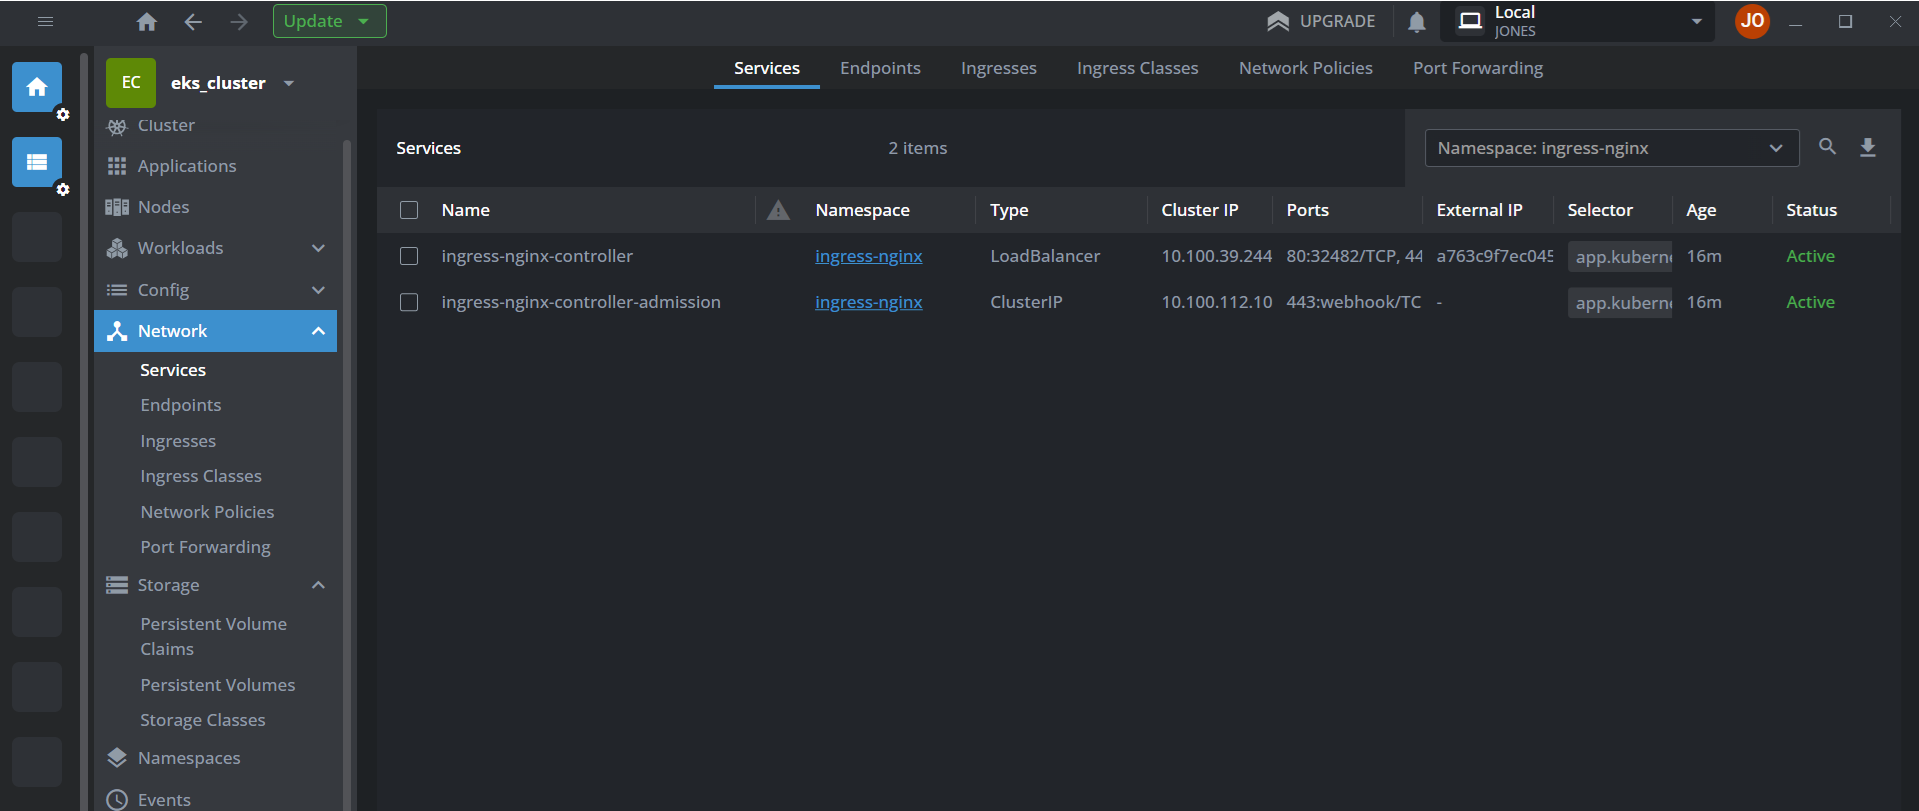 Update
UPGRADE
Local
JONES
JO
EC
eks_cluster
Cluster
Applications
Nodes
Workloads
Config
Network
Services
Endpoints
Ingresses
Ingress Classes
Network Policies
Port Forwarding
Storage
Persistent Volume
Claims
Persistent Volumes
Storage Classes
Namespaces
Events
Services Endpoints Ingresses Ingress Classes Network Policies Port Forwarding
Services 2 items Namespace: ingress-nginx
Name Namespace Type Cluster IP Ports External IP Selector Age Status
ingress-nginx-controller ingress-nginx LoadBalancer 10.100.39.244 80:32482/TCP, 44 a763c9f7ec045 app.kuberne 16m Active
ingress-nginx-controller-admission ingress-nginx ClusterIP 10.100.112.10 443:webhook/TC - app.kuberne 16m Active